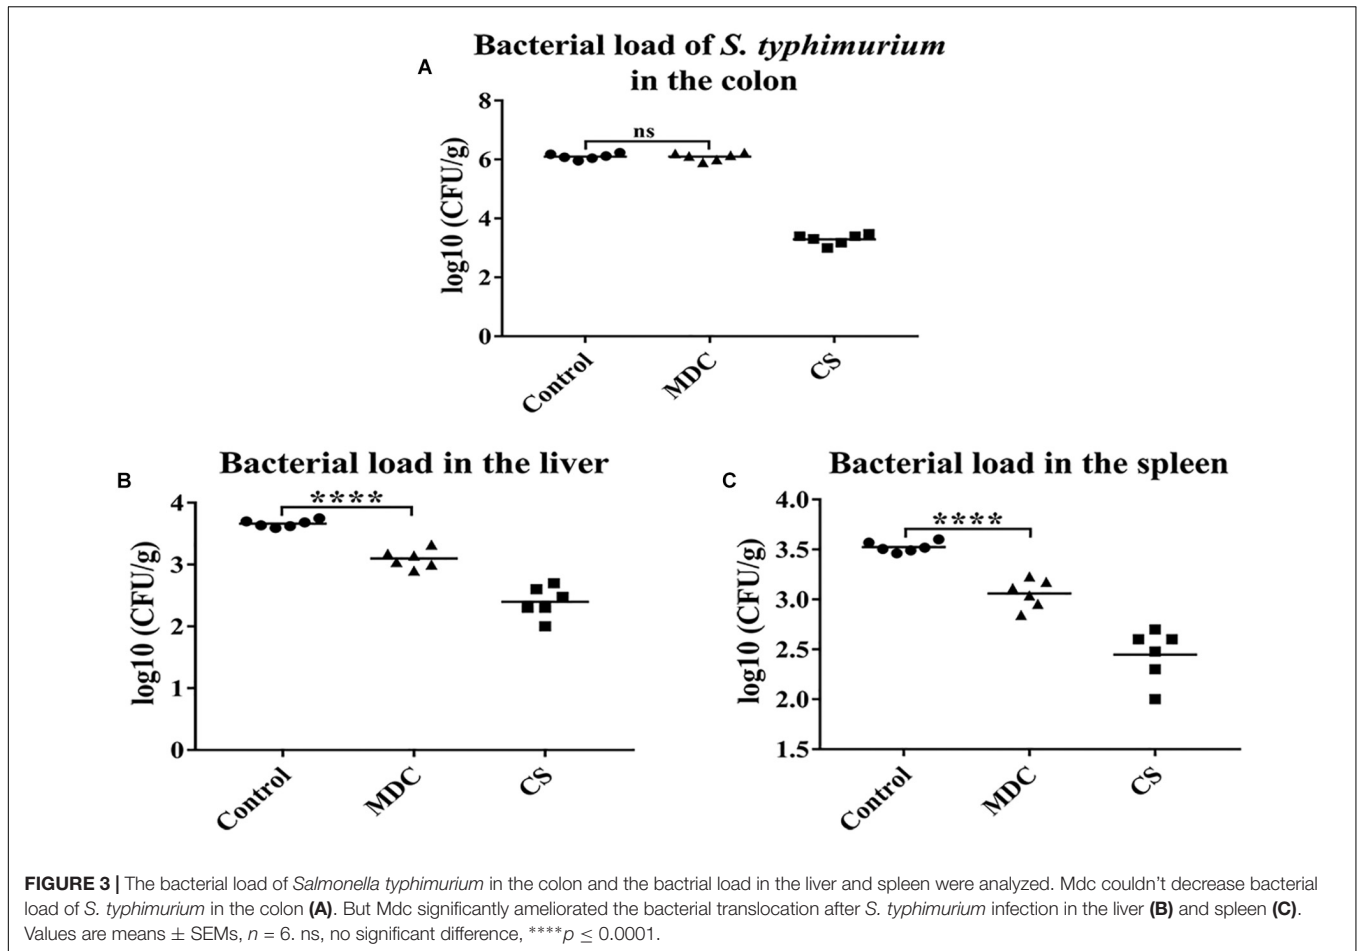 A
Bacterial load of S. typhimurium
in the colon
log10 (CFU/g)
8
6
4
2
0
ns
Control
MDC
CS
B
Bacterial load in the liver
log10 (CFU/g)
4
3
2
1
0
****
Control
MDC
CS
C
Bacterial load in the spleen
log10 (CFU/g)
4.0
3.5
3.0
2.5
2.0
1.5
****
Control
MDC
CS
FIGURE 3 | The bacterial load of Salmonella typhimurium in the colon and the bactrial load in the liver and spleen were analyzed. Mdc couldn't decrease bacterial
load of S. typhimurium in the colon (A). But Mdc significantly ameliorated the bacterial translocation after S. typhimurium infection in the liver (B) and spleen (C).
Values are means ± SEMs, n = 6. ns, no significant difference, ****p ≤ 0.0001.